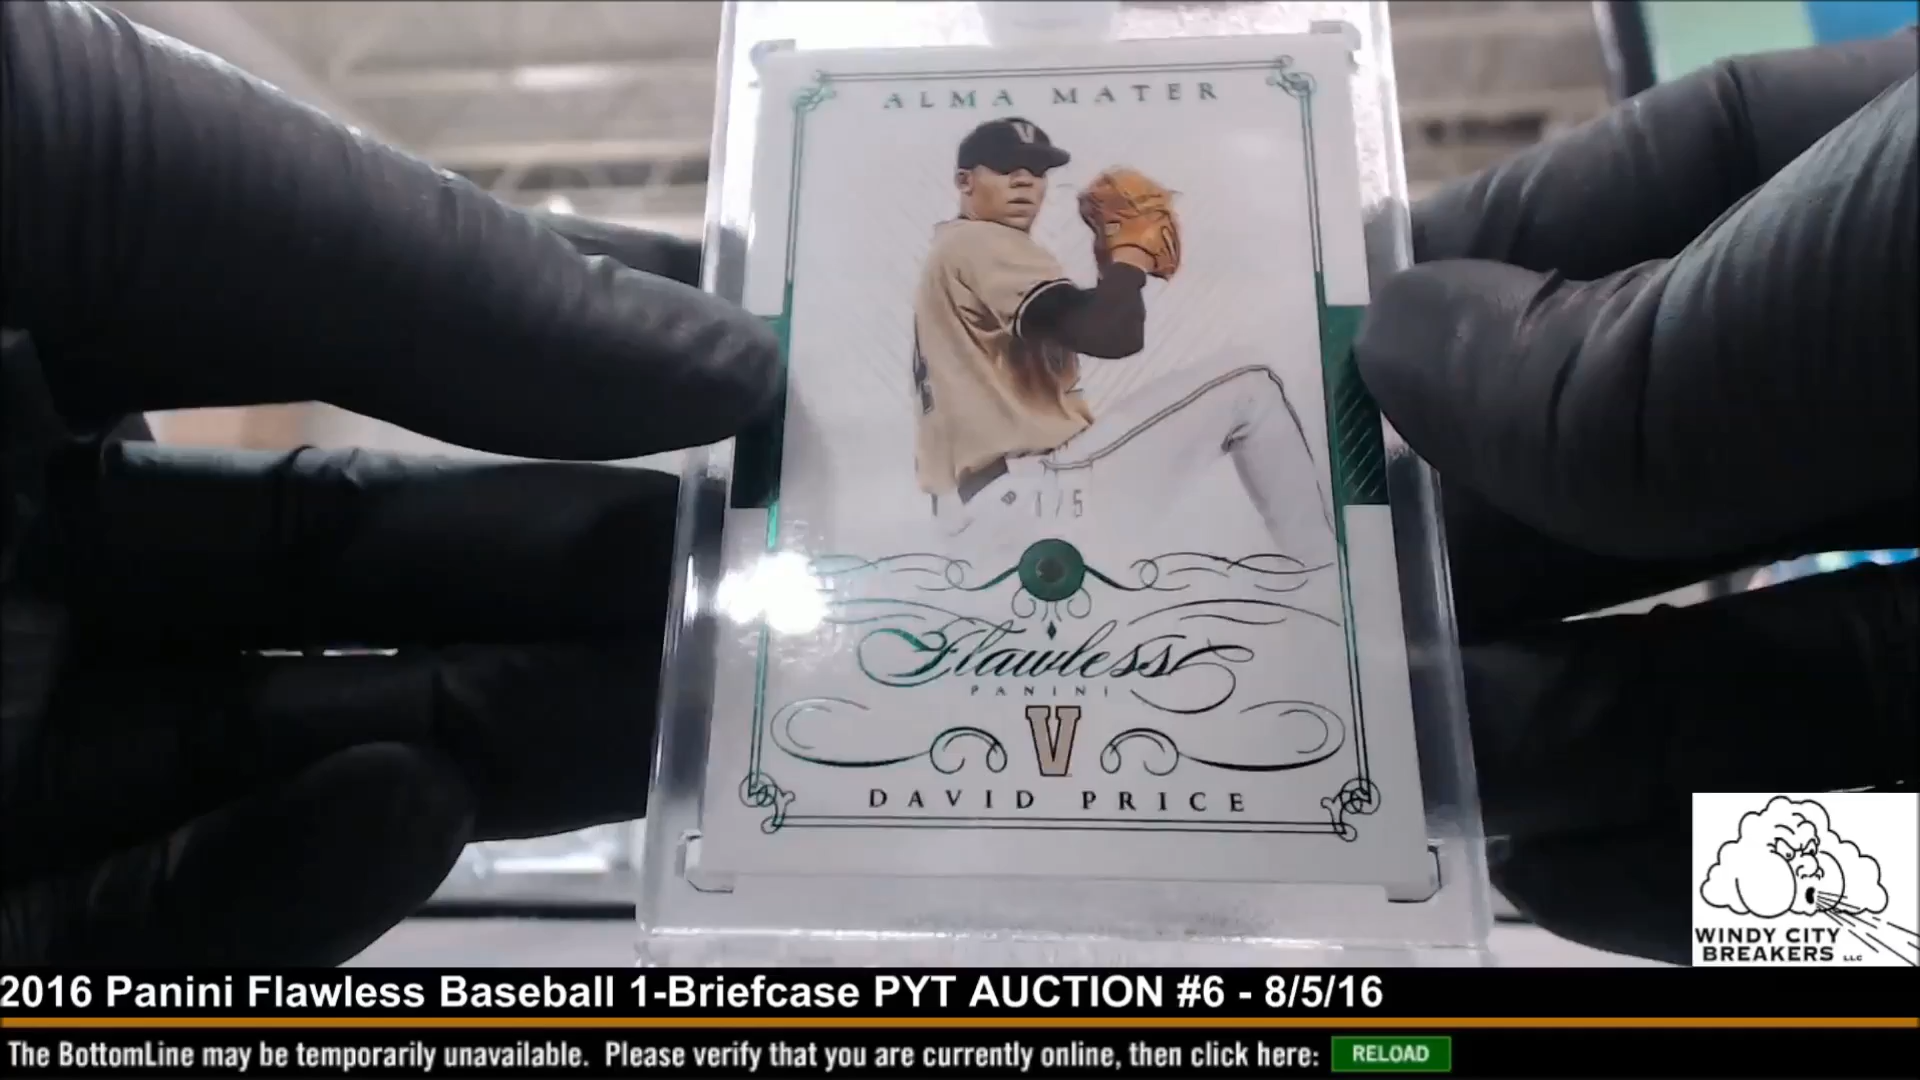 ALMA MATER
V
1/5
Flawless
PANINI
V
DAVID PRICE
WINDY CITY
BREAKERS LLC
2016 Panini Flawless Baseball 1-Briefcase PYT AUCTION #6 - 8/5/16
The BottomLine may be temporarily unavailable. Please verify that you are currently online, then click here: RELOAD